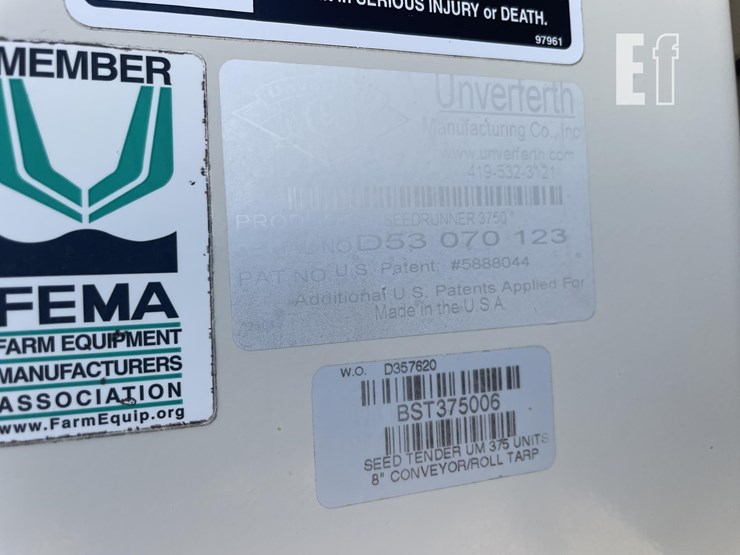 SERIOUS INJURY or DEATH.
97961
Ef
MEMBER
FEMA
FARM EQUIPMENT
MANUFACTURERS
ASSOCIATION
www.FarmEquip.org
Unverferth
Manufacturing Co., Inc
www.unverferth.com
419-532-3121
SEEDRUNNER 3750
NO D53 070 123
PAT NO U.S. Patent. #5888044
Additional U.S. Patents Applied For
Made in the U.S.A
W.O. D357620
BST375006
SEED TENDER UM 375 UNITS
8" CONVEYOR/ROLL TARP